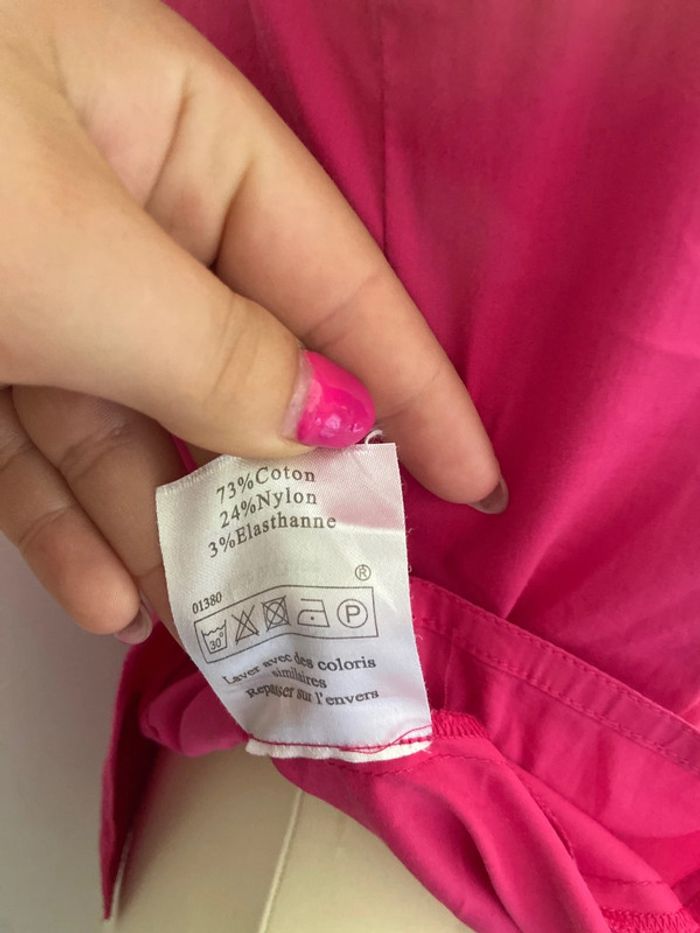 73%Coton
24%Nylon
3%Elasthanne
®
01380
30° P
Laver avec des coloris
similaires
Repasser sur l'envers